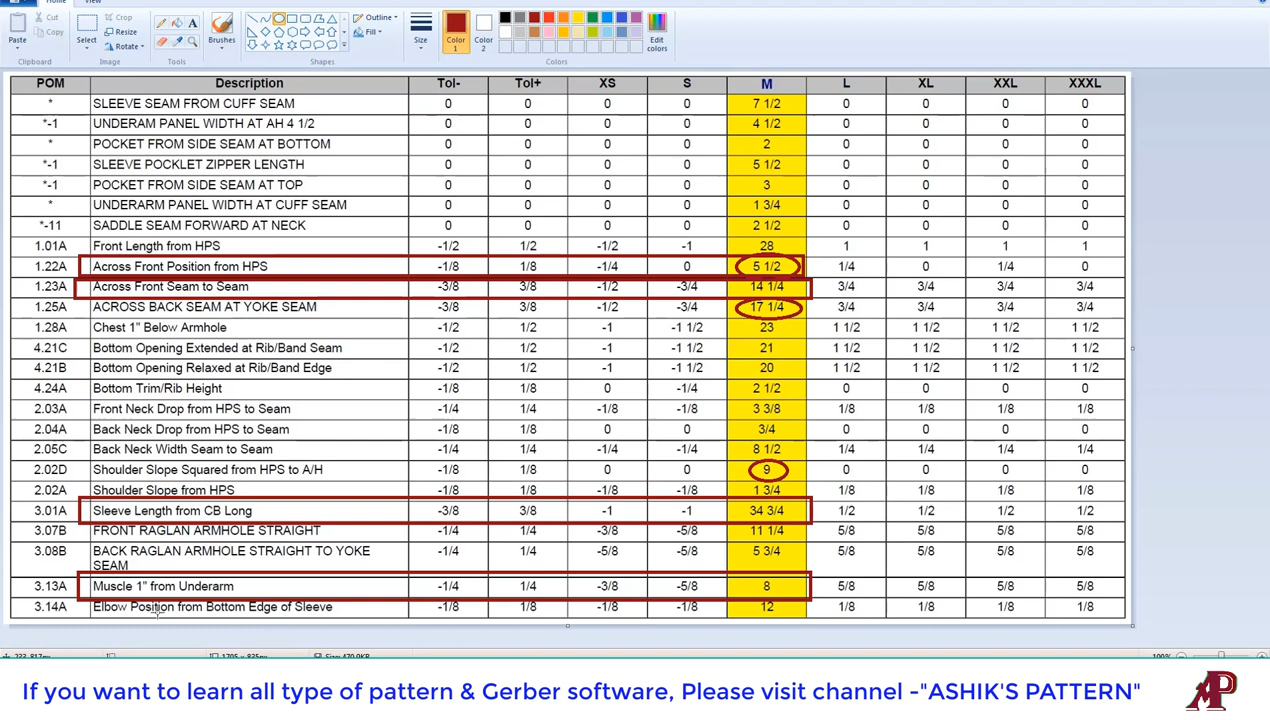 Home
Paste
Cut
Copy
Clipboard
Select
Crop
Resize
Rotate
Image
A
Tools
Brushes
Shapes
Outline
Fill
Size
Color 1
Color 2
Edit colors
Colors
POM Description Tol- Tol+ XS S M L XL XXL XXXL
* SLEEVE SEAM FROM CUFF SEAM 0 0 0 0 7 1/2 0 0 0 0
*-1 UNDERAM PANEL WIDTH AT AH 4 1/2 0 0 0 0 4 1/2 0 0 0 0
* POCKET FROM SIDE SEAM AT BOTTOM 0 0 0 0 2 0 0 0 0
*-1 SLEEVE POCKLET ZIPPER LENGTH 0 0 0 0 5 1/2 0 0 0 0
*-1 POCKET FROM SIDE SEAM AT TOP 0 0 0 0 3 0 0 0 0
* UNDERARM PANEL WIDTH AT CUFF SEAM 0 0 0 0 1 3/4 0 0 0 0
*-11 SADDLE SEAM FORWARD AT NECK 0 0 0 0 2 1/2 0 0 0 0
1.01A Front Length from HPS -1/2 1/2 -1/2 -1 28 1 1 1 1
1.22A Across Front Position from HPS -1/8 1/8 -1/4 0 5 1/2 1/4 0 1/4 0
1.23A Across Front Seam to Seam -3/8 3/8 -1/2 -3/4 14 1/4 3/4 3/4 3/4 3/4
1.25A ACROSS BACK SEAM AT YOKE SEAM -3/8 3/8 -1/2 -3/4 17 1/4 3/4 3/4 3/4 3/4
1.28A Chest 1" Below Armhole -1/2 1/2 -1 -1 1/2 23 1 1/2 1 1/2 1 1/2 1 1/2
4.21C Bottom Opening Extended at Rib/Band Seam -1/2 1/2 -1 -1 1/2 21 1 1/2 1 1/2 1 1/2 1 1/2
4.21B Bottom Opening Relaxed at Rib/Band Edge -1/2 1/2 -1 -1 1/2 20 1 1/2 1 1/2 1 1/2 1 1/2
4.24A Bottom Trim/Rib Height -1/8 1/8 0 -1/4 2 1/2 0 0 0 0
2.03A Front Neck Drop from HPS to Seam -1/4 1/4 -1/8 -1/8 3 3/8 1/8 1/8 1/8 1/8
2.04A Back Neck Drop from HPS to Seam -1/8 1/8 0 0 3/4 0 0 0 0
2.05C Back Neck Width Seam to Seam -1/4 1/4 -1/4 -1/4 8 1/2 1/4 1/4 1/4 1/4
2.02D Shoulder Slope Squared from HPS to A/H -1/8 1/8 0 0 9 0 0 0 0
2.02A Shoulder Slope from HPS -1/8 1/8 -1/8 -1/8 1 3/4 1/8 1/8 1/8 1/8
3.01A Sleeve Length from CB Long -3/8 3/8 -1 -1 34 3/4 1/2 1/2 1/2 1/2
3.07B FRONT RAGLAN ARMHOLE STRAIGHT -1/4 1/4 -3/8 -5/8 11 1/4 5/8 5/8 5/8 5/8
3.08B BACK RAGLAN ARMHOLE STRAIGHT TO YOKE -1/4 1/4 -5/8 -5/8 5 3/4 5/8 5/8 5/8 5/8
SEAM
3.13A Muscle 1" from Underarm -1/4 1/4 -3/8 -5/8 8 5/8 5/8 5/8 5/8
3.14A Elbow Position from Bottom Edge of Sleeve -1/8 1/8 -1/8 -1/8 12 1/8 1/8 1/8 1/8
100%
If you want to learn all type of pattern & Gerber software, Please visit channel -"ASHIK'S PATTERN"
AP